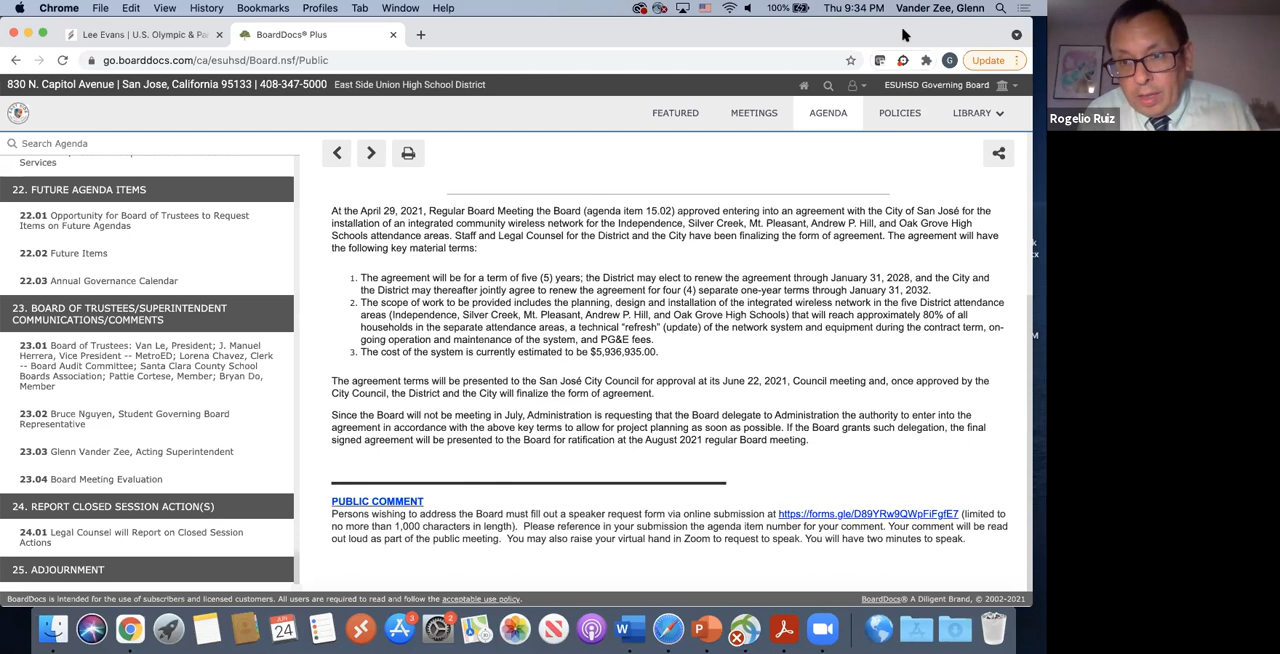 Chrome File Edit View History Bookmarks Profiles Tab Window Help 100% Thu 9:34 PM Vander Zee, Glenn
Lee Evans | U.S. Olympic & Par
BoardDocs® Plus
go.boarddocs.com/ca/esuhsd/Board.nsf/Public
G
Update
830 N. Capitol Avenue | San Jose, California 95133 | 408-347-5000 East Side Union High School District
ESUHSD Governing Board
FEATURED MEETINGS AGENDA POLICIES LIBRARY
Search Agenda
Services
22. FUTURE AGENDA ITEMS
22.01 Opportunity for Board of Trustees to Request
Items on Future Agendas
22.02 Future Items
22.03 Annual Governance Calendar
23. BOARD OF TRUSTEES/SUPERINTENDENT
COMMUNICATIONS/COMMENTS
23.01 Board of Trustees: Van Le, President; J. Manuel
Herrera, Vice President -- MetroED; Lorena Chavez, Clerk
-- Board Audit Committee; Santa Clara County School
Boards Association; Pattie Cortese, Member; Bryan Do,
Member
23.02 Bruce Nguyen, Student Governing Board
Representative
23.03 Glenn Vander Zee, Acting Superintendent
23.04 Board Meeting Evaluation
24. REPORT CLOSED SESSION ACTION(S)
24.01 Legal Counsel will Report on Closed Session
Actions
25. ADJOURNMENT
At the April 29, 2021, Regular Board Meeting the Board (agenda item 15.02) approved entering into an agreement with the City of San José for the
installation of an integrated community wireless network for the Independence, Silver Creek, Mt. Pleasant, Andrew P. Hill, and Oak Grove High
Schools attendance areas. Staff and Legal Counsel for the District and the City have been finalizing the form of agreement. The agreement will have
the following key material terms:
1. The agreement will be for a term of five (5) years; the District may elect to renew the agreement through January 31, 2028, and the City and
the District may thereafter jointly agree to renew the agreement for four (4) separate one-year terms through January 31, 2032.
2. The scope of work to be provided includes the planning, design and installation of the integrated wireless network in the five District attendance
areas (Independence, Silver Creek, Mt. Pleasant, Andrew P. Hill, and Oak Grove High Schools) that will reach approximately 80% of all
households in the separate attendance areas, a technical “refresh” (update) of the network system and equipment during the contract term, on-
going operation and maintenance of the system, and PG&E fees.
3. The cost of the system is currently estimated to be $5,936,935.00.
The agreement terms will be presented to the San José City Council for approval at its June 22, 2021, Council meeting and, once approved by the
City Council, the District and the City will finalize the form of agreement.
Since the Board will not be meeting in July, Administration is requesting that the Board delegate to Administration the authority to enter into the
agreement in accordance with the above key terms to allow for project planning as soon as possible. If the Board grants such delegation, the final
signed agreement will be presented to the Board for ratification at the August 2021 regular Board meeting.
PUBLIC COMMENT
Persons wishing to address the Board must fill out a speaker request form via online submission at https://forms.gle/D89YRw9QWpFiFgfE7 (limited to
no more than 1,000 characters in length). Please reference in your submission the agenda item number for your comment. Your comment will be read
out loud as part of the public meeting. You may also raise your virtual hand in Zoom to request to speak. You will have two minutes to speak.
BoardDocs is intended for the use of subscribers and licensed customers. All users are required to read and follow the acceptable use policy.
BoardDocs® A Diligent Brand, © 2002-2021
Rogelio Ruiz
JUN
24
3
2
W
P